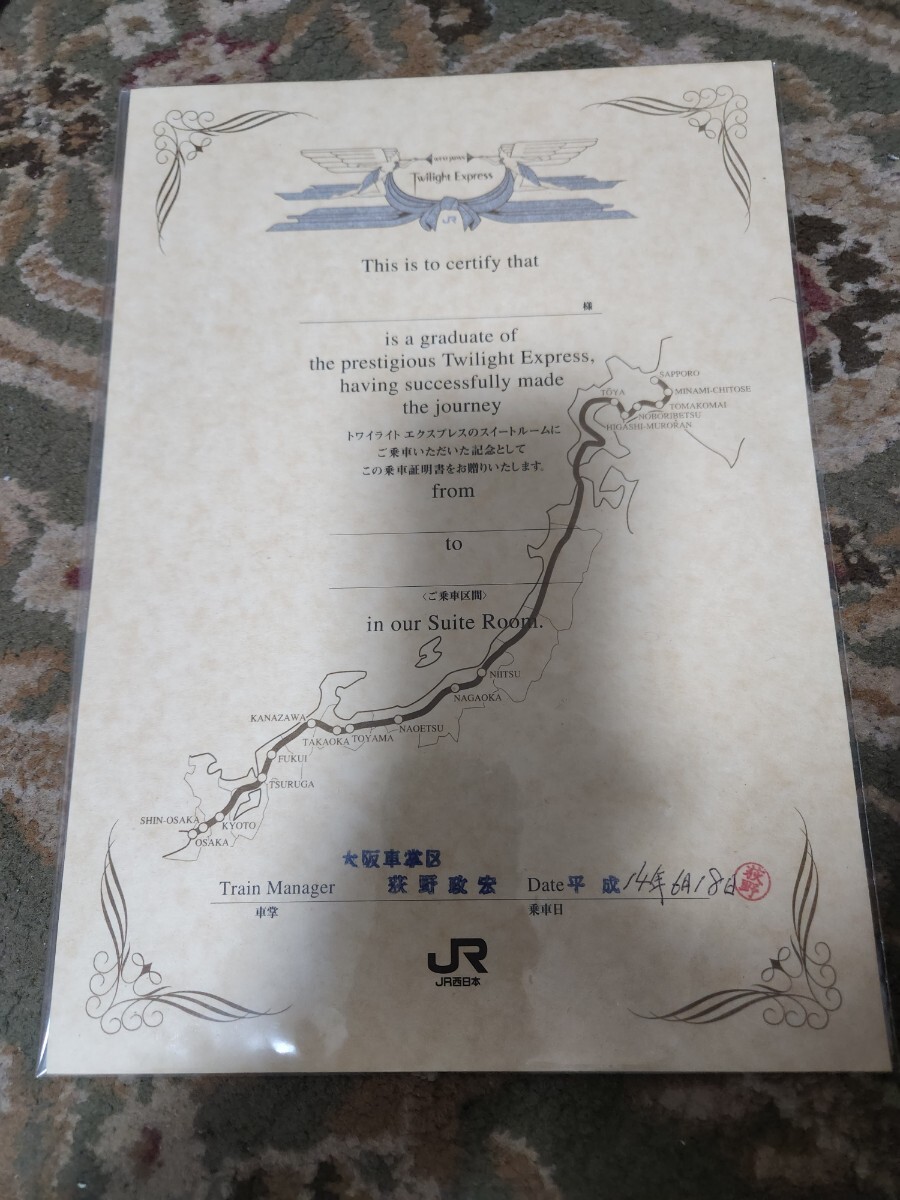 Twilight Express
JR
This is to certify that
様
is a graduate of
the prestigious Twilight Express,
having successfully made
the journey
トワイライト エクスプレスのスイートルームに
ご乗車いただいた記念として
この乗車証明書をお贈りいたします。
from
to
〈ご乗車区間〉
in our Suite Room.
SAPPORO
MINAMI-CHITOSE
TOYA
TOMAKOMAI
NOBORIBETSU
HIGASHI-MURORAN
NIITSU
NAGAOKA
KANAZAWA
NAOETSU
TAKAOKA TOYAMA
FUKUI
TSURUGA
SHIN-OSAKA
KYOTO
OSAKA
大阪車掌区
Train Manager 荻野政宏 Date 平成14年6月18日 荻野
車掌 乗車日
JR
JR西日本